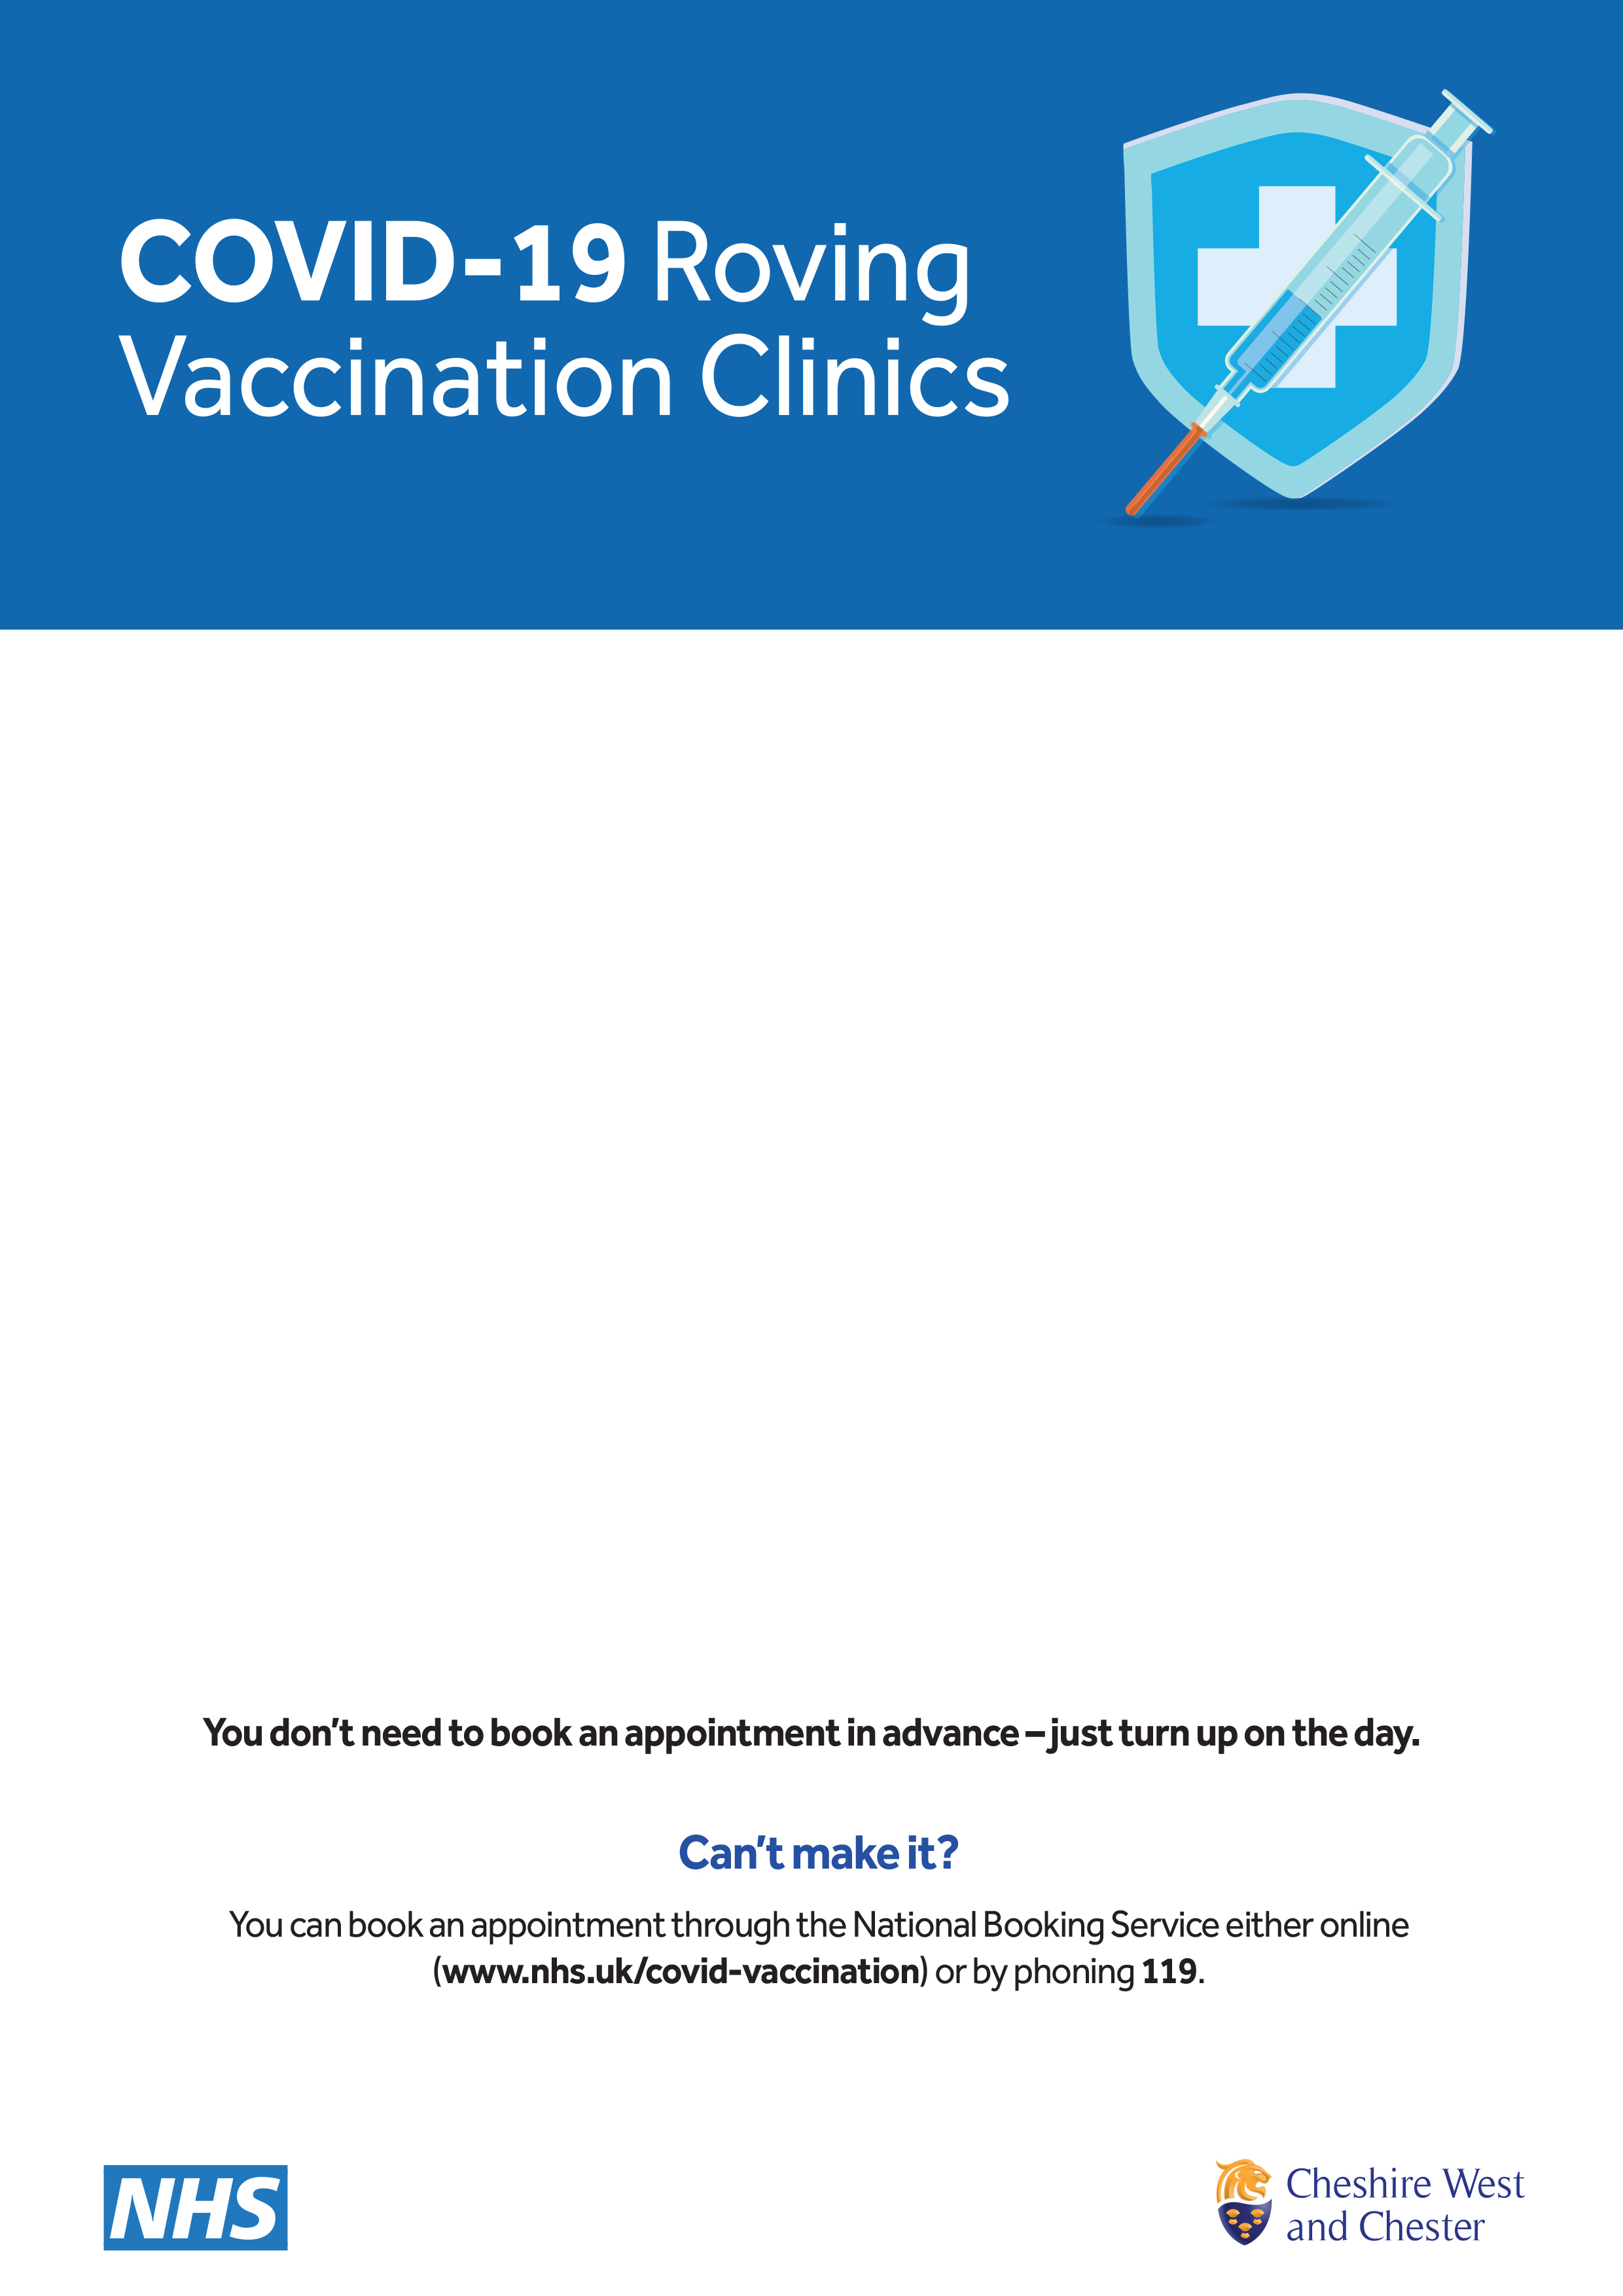 COVID-19 Roving
Vaccination Clinics
You don't need to book an appointment in advance – just turn up on the day.
Can't make it?
You can book an appointment through the National Booking Service either online
(www.nhs.uk/covid-vaccination) or by phoning 119.
NHS
Cheshire West
and Chester